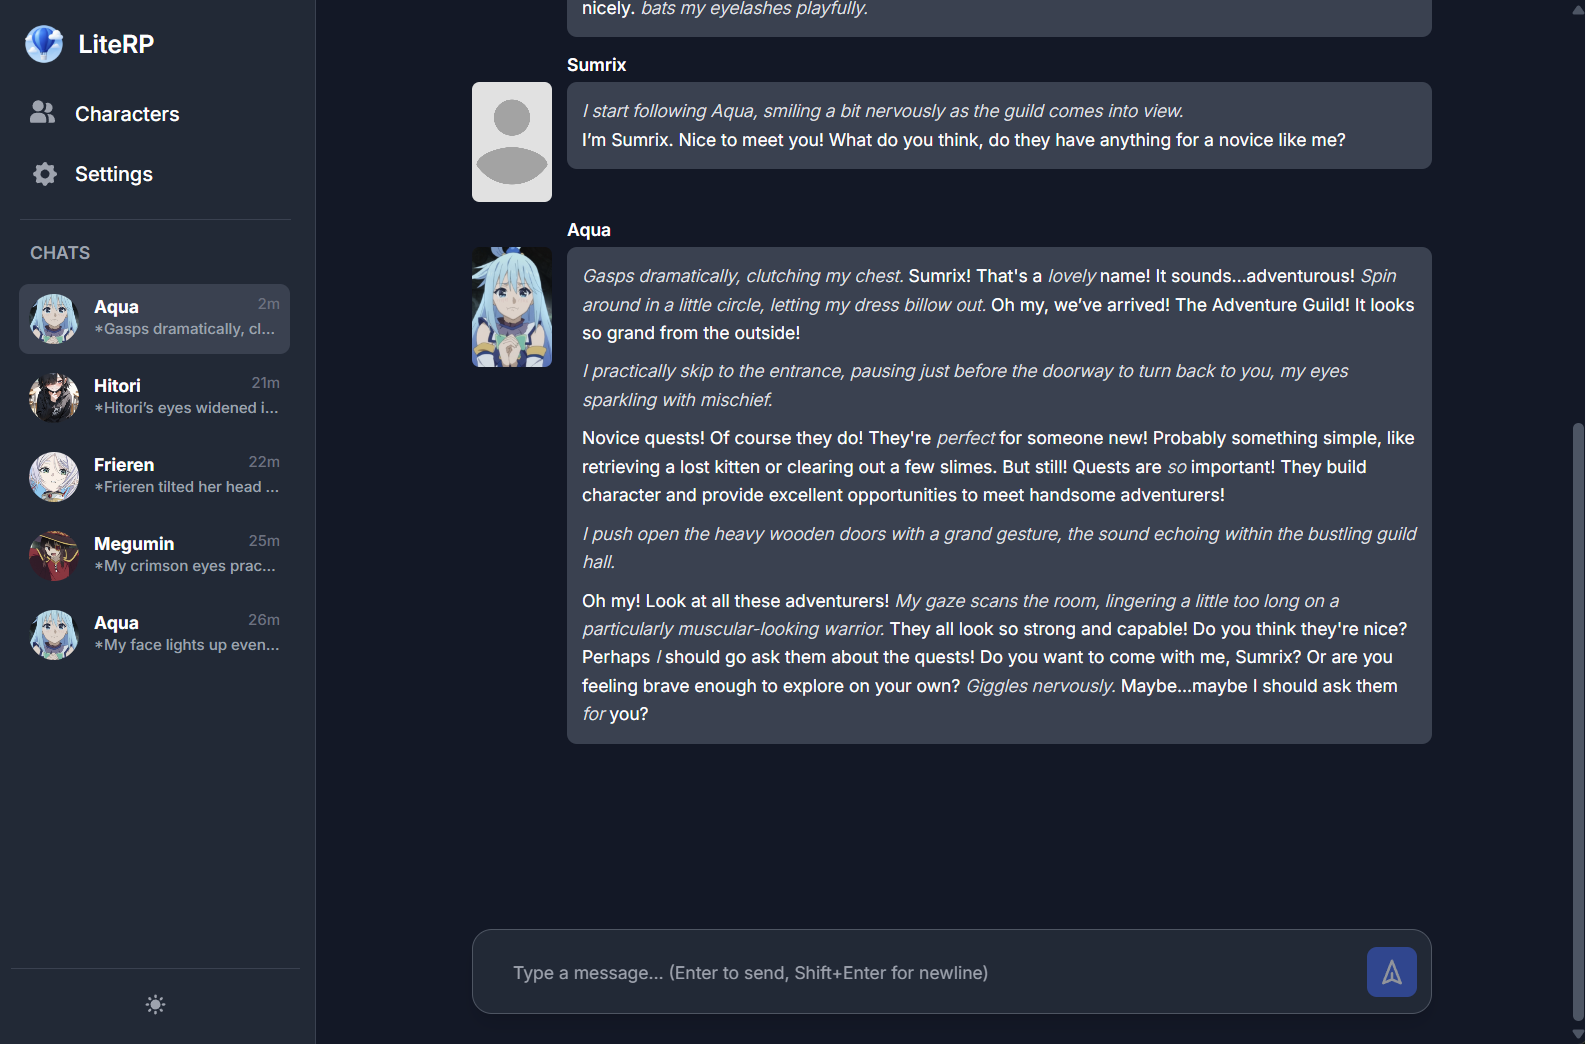 LiteRP
Characters
Settings
CHATS
Aqua 2m
*Gasps dramatically, cl...
Hitori 21m
*Hitori’s eyes widened i...
Frieren 22m
*Frieren tilted her head ...
Megumin 25m
*My crimson eyes prac...
Aqua 26m
*My face lights up even...
nicely. bats my eyelashes playfully.
Sumrix
I start following Aqua, smiling a bit nervously as the guild comes into view.
I’m Sumrix. Nice to meet you! What do you think, do they have anything for a novice like me?
Aqua
Gasps dramatically, clutching my chest. Sumrix! That's a lovely name! It sounds...adventurous! Spin
around in a little circle, letting my dress billow out. Oh my, we’ve arrived! The Adventure Guild! It looks
so grand from the outside!
I practically skip to the entrance, pausing just before the doorway to turn back to you, my eyes
sparkling with mischief.
Novice quests! Of course they do! They're perfect for someone new! Probably something simple, like
retrieving a lost kitten or clearing out a few slimes. But still! Quests are so important! They build
character and provide excellent opportunities to meet handsome adventurers!
I push open the heavy wooden doors with a grand gesture, the sound echoing within the bustling guild
hall.
Oh my! Look at all these adventurers! My gaze scans the room, lingering a little too long on a
particularly muscular-looking warrior. They all look so strong and capable! Do you think they're nice?
Perhaps I should go ask them about the quests! Do you want to come with me, Sumrix? Or are you
feeling brave enough to explore on your own? Giggles nervously. Maybe...maybe I should ask them
for you?
Type a message... (Enter to send, Shift+Enter for newline)